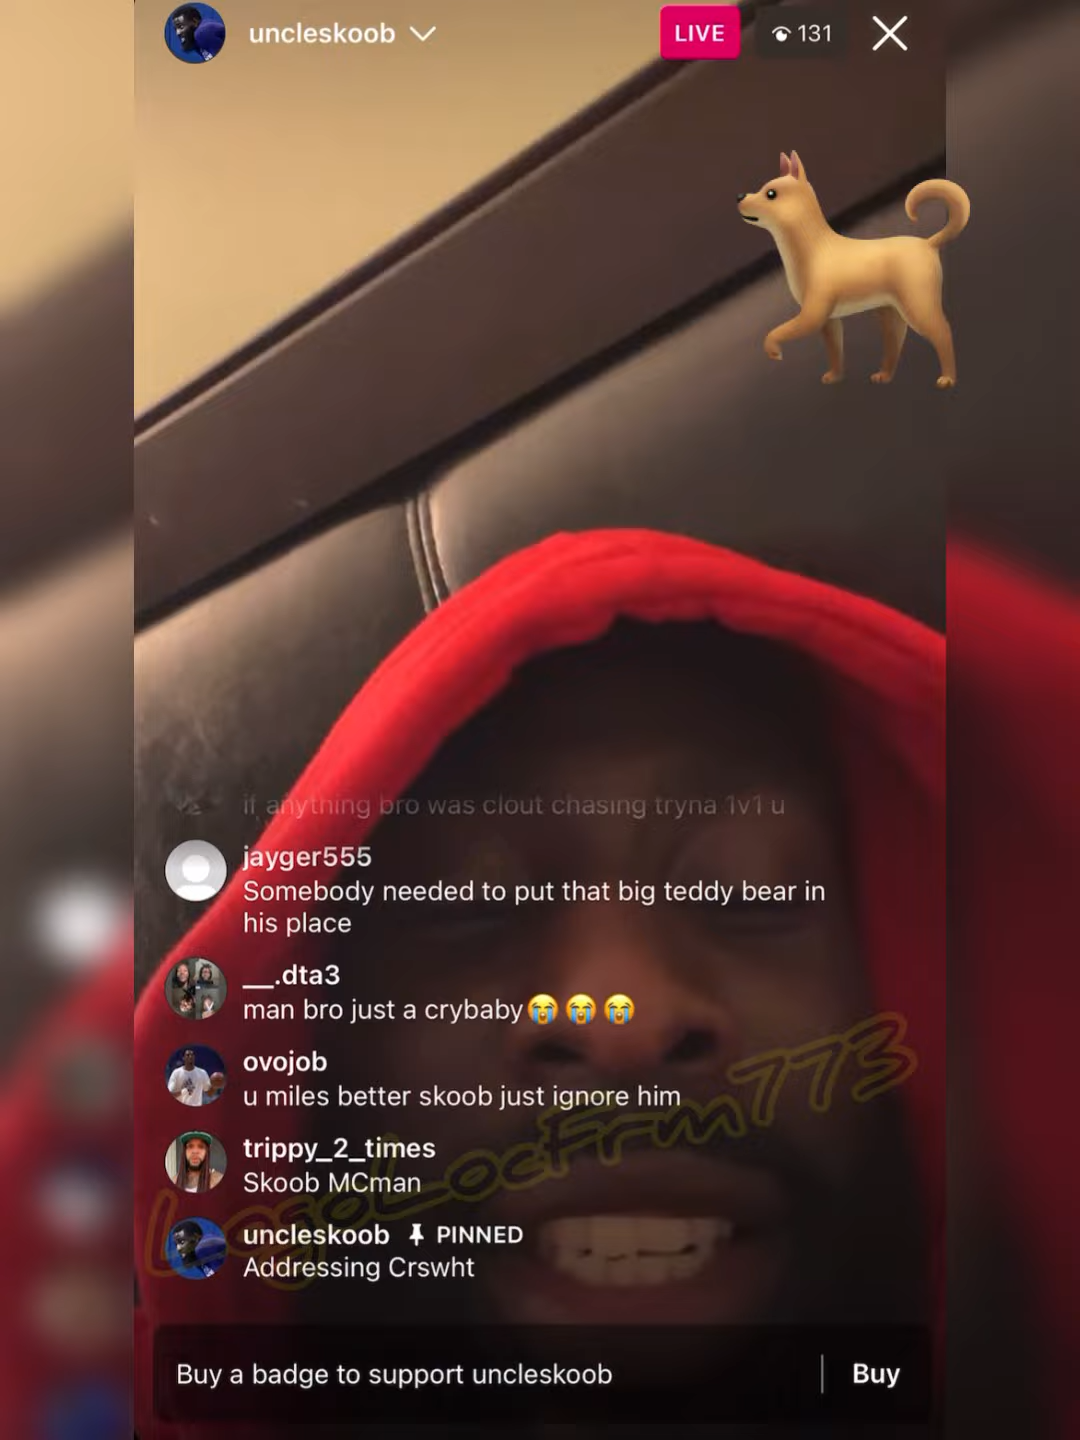 uncleskoob
LIVE
131
if anything bro was clout chasing tryna 1v1 u
jayger555
Somebody needed to put that big teddy bear in
his place
__.dta3
man bro just a crybaby😭😭😭
ovojob
u miles better skoob just ignore him
trippy_2_times
Skoob MCman
uncleskoob PINNED
Addressing Crswht
LegoLocFrm773
Buy a badge to support uncleskoob
Buy